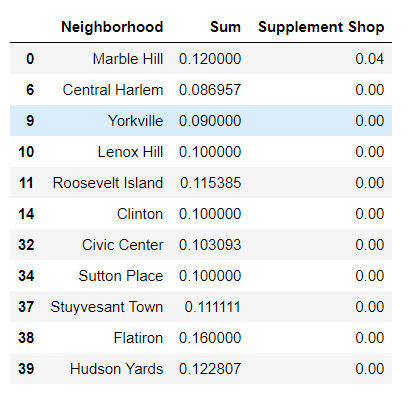 Neighborhood Sum Supplement Shop
0 Marble Hill 0.120000 0.04
6 Central Harlem 0.086957 0.00
9 Yorkville 0.090000 0.00
10 Lenox Hill 0.100000 0.00
11 Roosevelt Island 0.115385 0.00
14 Clinton 0.100000 0.00
32 Civic Center 0.103093 0.00
34 Sutton Place 0.100000 0.00
37 Stuyvesant Town 0.111111 0.00
38 Flatiron 0.160000 0.00
39 Hudson Yards 0.122807 0.00